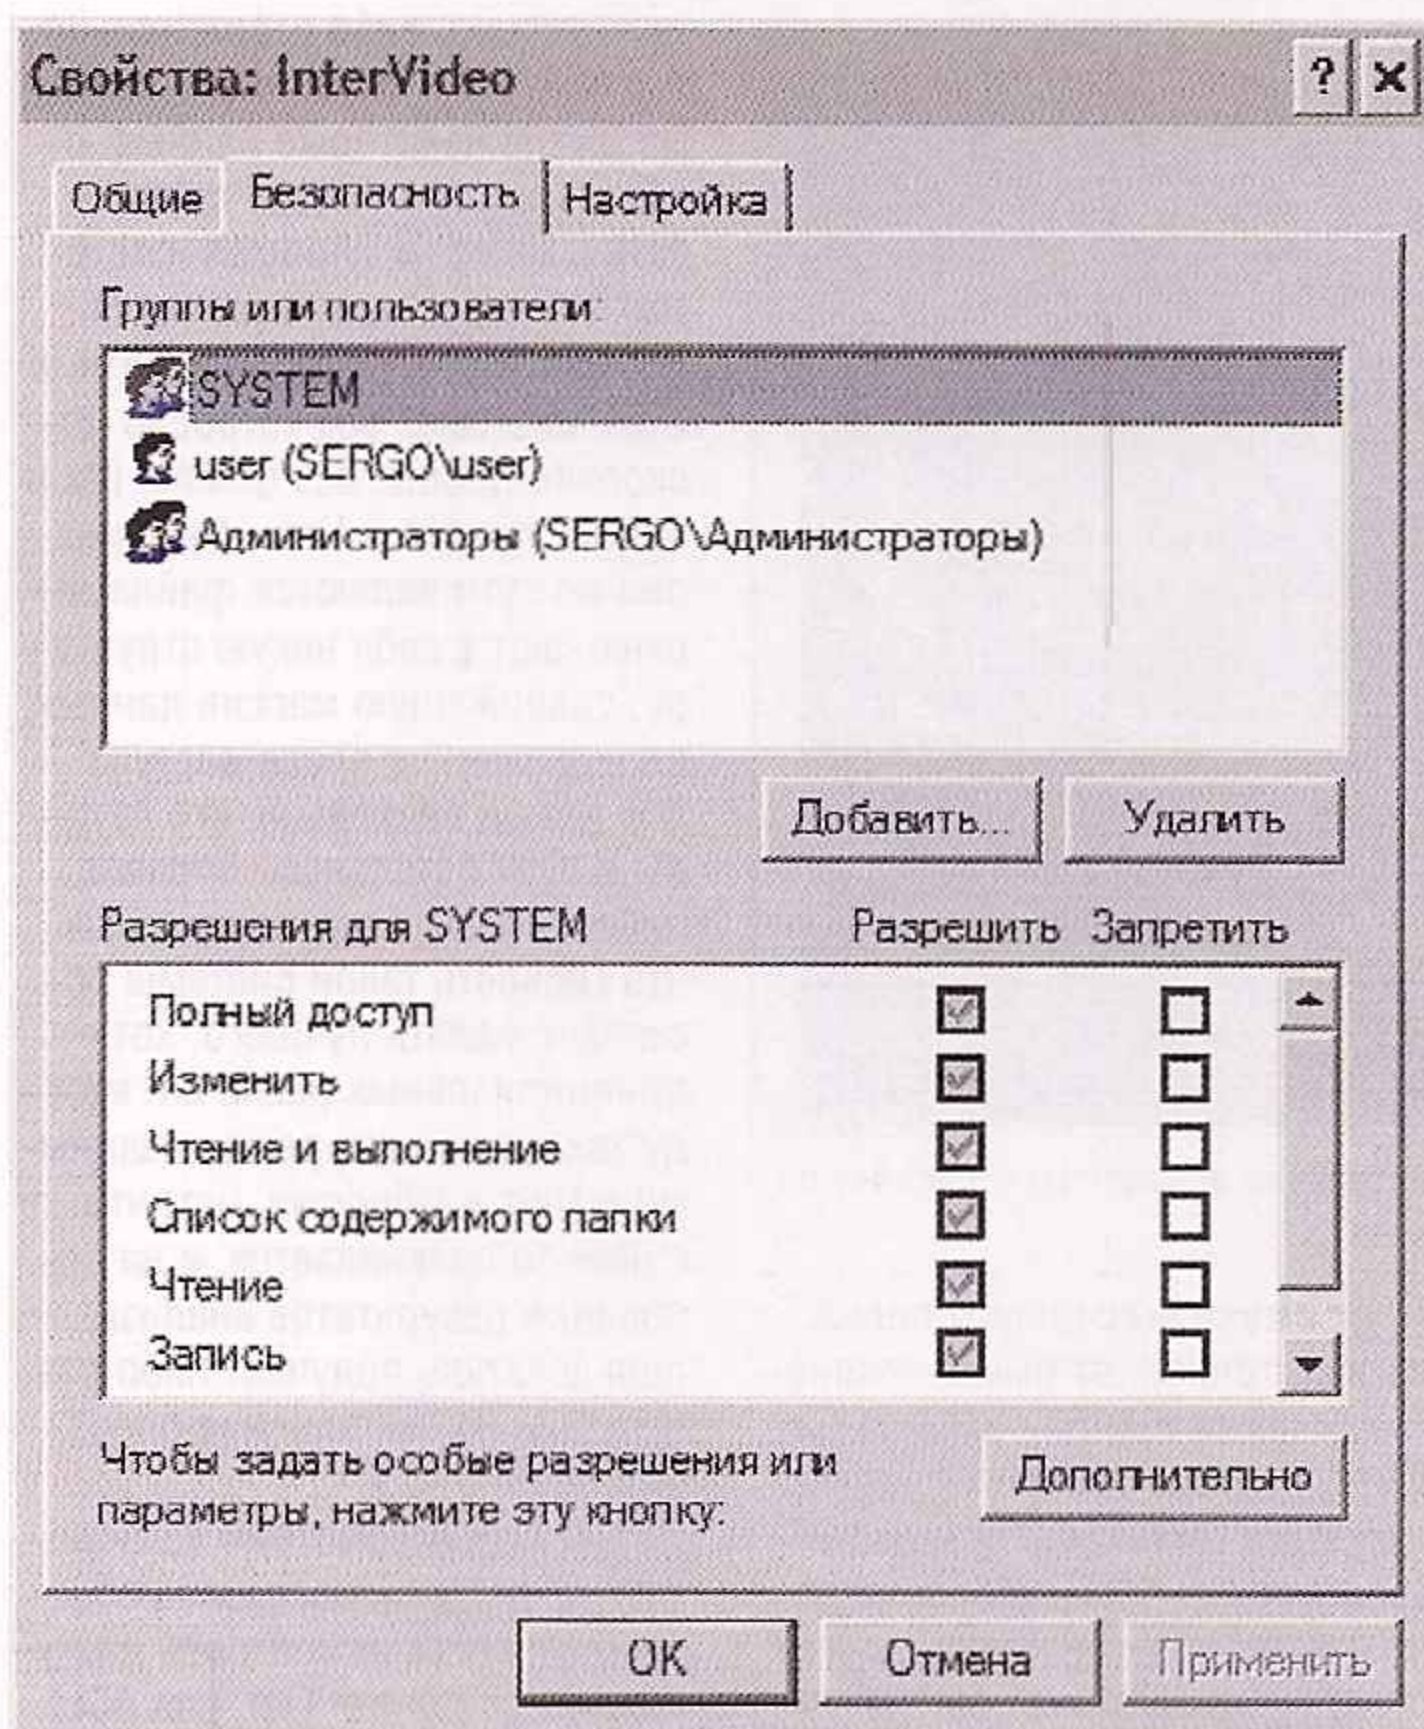 Свойства: InterVideo
Общие Безопасность Настройка
Группы или пользователи:
SYSTEM
user (SERGO\user)
Администраторы (SERGO\Администраторы)
Добавить... Удалить
Разрешения для SYSTEM Разрешить Запретить
Полный доступ
Изменить
Чтение и выполнение
Список содержимого папки
Чтение
Запись
Чтобы задать особые разрешения или
параметры, нажмите эту кнопку:
Дополнительно
OK Отмена Применить